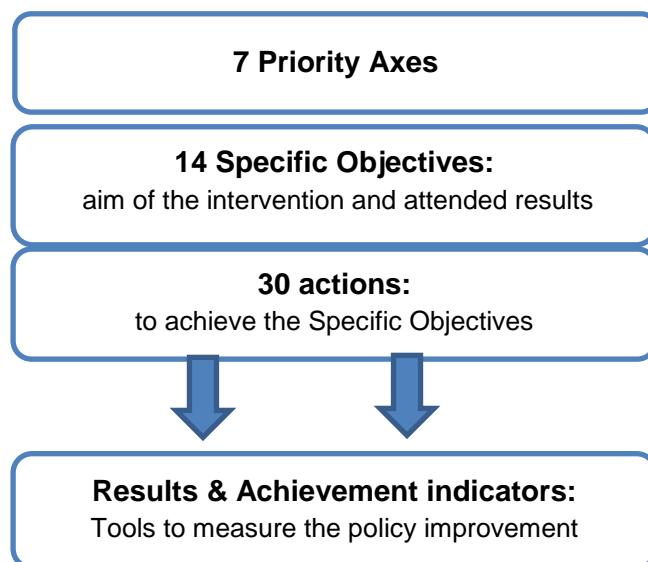 7 Priority Axes
14 Specific Objectives:
aim of the intervention and attended results
30 actions:
to achieve the Specific Objectives
Results & Achievement indicators:
Tools to measure the policy improvement